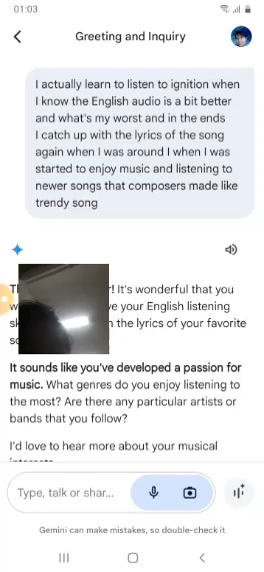 01:03
Greeting and Inquiry
I actually learn to listen to ignition when
I know the English audio is a bit better
and what's my worst and in the ends
I catch up with the lyrics of the song
again when I was around I when I was
started to enjoy music and listening to
newer songs that composers made like
trendy song
It's wonderful that you
your English listening
the lyrics of your favorite
It sounds like you've developed a passion for
music. What genres do you enjoy listening to
the most? Are there any particular artists or
bands that you follow?
I'd love to hear more about your musical
Type, talk or shar...
Gemini can make mistakes, so double-check it